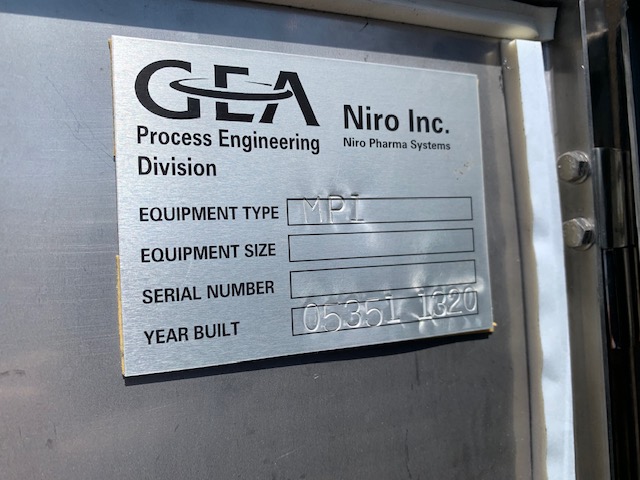 GEA
Process Engineering
Division
Niro Inc.
Niro Pharma Systems
EQUIPMENT TYPE MP1
EQUIPMENT SIZE
SERIAL NUMBER
YEAR BUILT 05351 1320